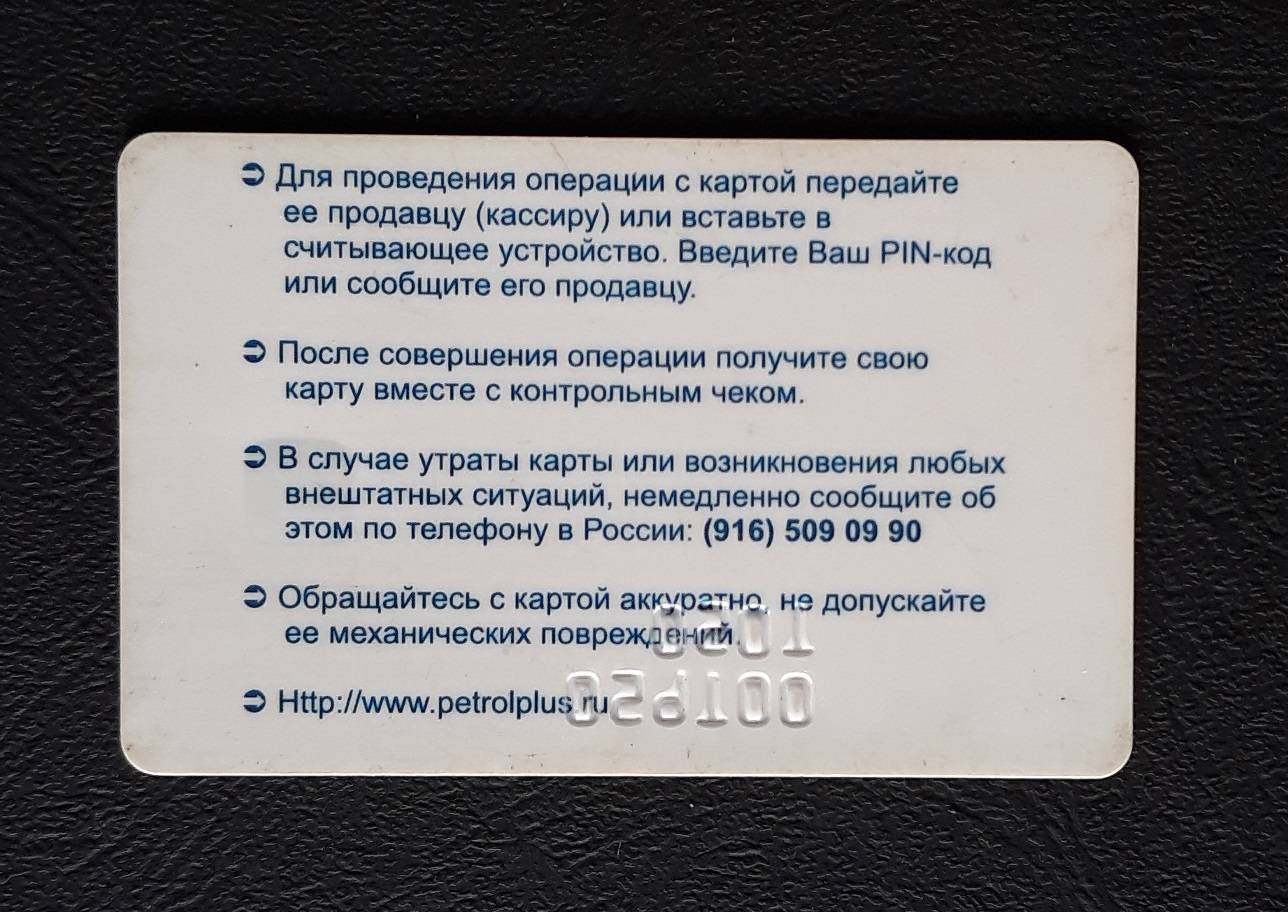 Для проведения операции с картой передайте
ее продавцу (кассиру) или вставьте в
считывающее устройство. Введите Ваш PIN-код
или сообщите его продавцу.
После совершения операции получите свою
карту вместе с контрольным чеком.
В случае утраты карты или возникновения любых
внештатных ситуаций, немедленно сообщите об
этом по телефону в России: (916) 509 09 90
Обращайтесь с картой аккуратно, не допускайте
ее механических повреждений.
Http://www.petrolplus.ru